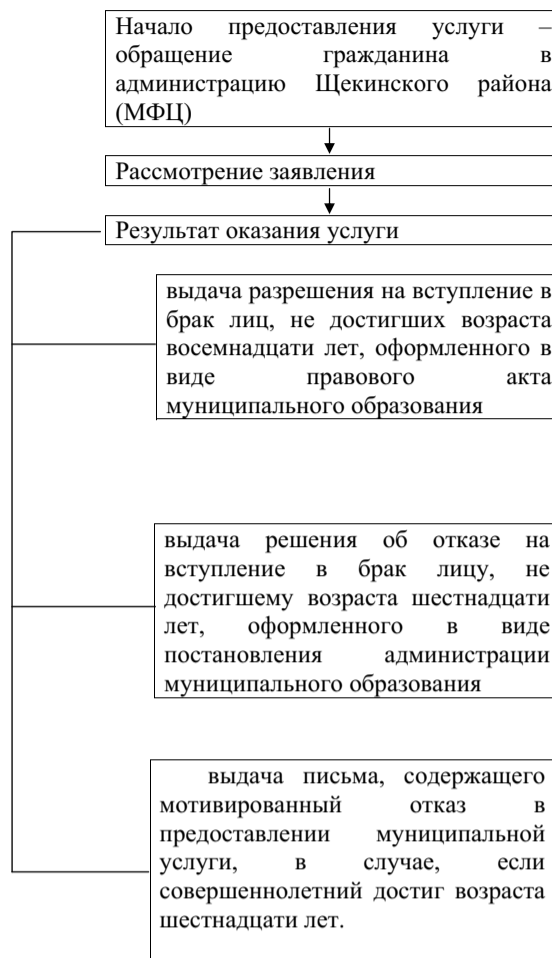 Начало предоставления услуги –
обращение гражданина в
администрацию Щекинского района
(МФЦ)
Рассмотрение заявления
Результат оказания услуги
выдача разрешения на вступление в
брак лиц, не достигших возраста
восемнадцати лет, оформленного в
виде правового акта
муниципального образования
выдача решения об отказе на
вступление в брак лицу, не
достигшему возраста шестнадцати
лет, оформленного в виде
постановления администрации
муниципального образования
выдача письма, содержащего
мотивированный отказ в
предоставлении муниципальной
услуги, в случае, если
совершеннолетний достиг возраста
шестнадцати лет.